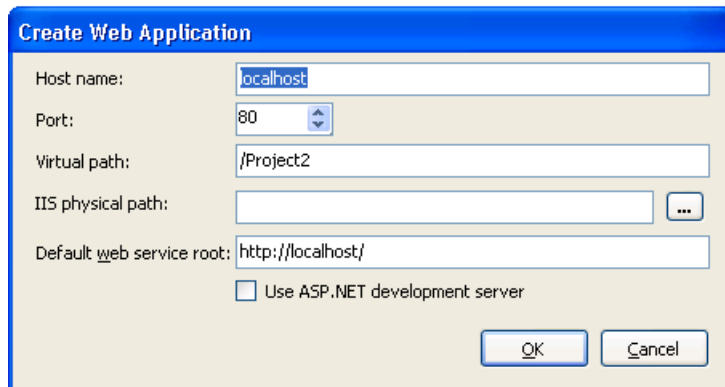 Create Web Application
Host name: localhost
Port: 80
Virtual path: /Project2
IIS physical path: ...
Default web service root: http://localhost/
Use ASP.NET development server
OK Cancel